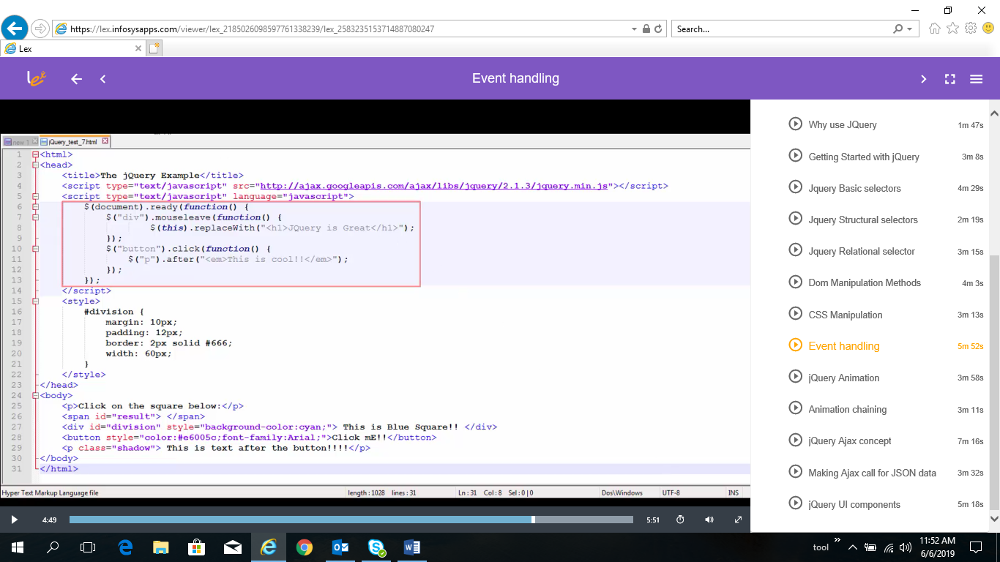 https://lex.infosysapps.com/viewer/lex_2185026098597761338239/lex_2583235153714887080247
Search...
Lex
lex
Event handling
new 1
jQuery_test_7.html
1 <html>
2 <head>
3 <title>The jQuery Example</title>
4 <script type="text/javascript" src="http://ajax.googleapis.com/ajax/libs/jquery/2.1.3/jquery.min.js"></script>
5 <script type="text/javascript" language="javascript">
6 $(document).ready(function() {
7 $("div").mouseleave(function() {
8 $(this).replaceWith("<h1>JQuery is Great</h1>");
9 });
10 $("button").click(function() {
11 $("p").after("<em>This is cool!!</em>");
12 });
13 });
14 </script>
15 <style>
16 #division {
17 margin: 10px;
18 padding: 12px;
19 border: 2px solid #666;
20 width: 60px;
21 }
22 </style>
23 </head>
24 <body>
25 <p>Click on the square below:</p>
26 <span id="result"> </span>
27 <div id="division" style="background-color:cyan;"> This is Blue Square!! </div>
28 <button style="color:#e6005c;font-family:Arial;">Click mE!!</button>
29 <p class="shadow"> This is text after the button!!!!</p>
30 </body>
31 </html>
Hyper Text Markup Language file length : 1028 lines : 31 Ln : 31 Col : 8 Sel : 0 | 0 Dos\Windows UTF-8 INS
4:49 5:51
Why use JQuery 1m 47s
Getting Started with jQuery 3m 8s
Jquery Basic selectors 4m 29s
Jquery Structural selectors 2m 19s
Jquery Relational selector 3m 15s
Dom Manipulation Methods 4m 3s
CSS Manipulation 3m 13s
Event handling 5m 52s
jQuery Animation 3m 58s
Animation chaining 3m 11s
jQuery Ajax concept 7m 16s
Making Ajax call for JSON data 3m 32s
jQuery UI components 5m 18s
tool
11:52 AM
6/6/2019